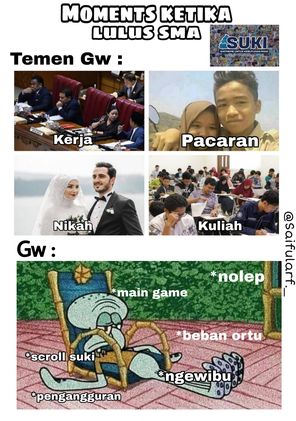 MOMENTS KETIKA
LULUS SMA
SUKI
Temen Gw :
Kerja
Pacaran
Nikah
Kuliah
@Saifularf._
Gw :
*nolep
*main game
*beban ortu
*scroll suki
*ngewibu
*pengangguran